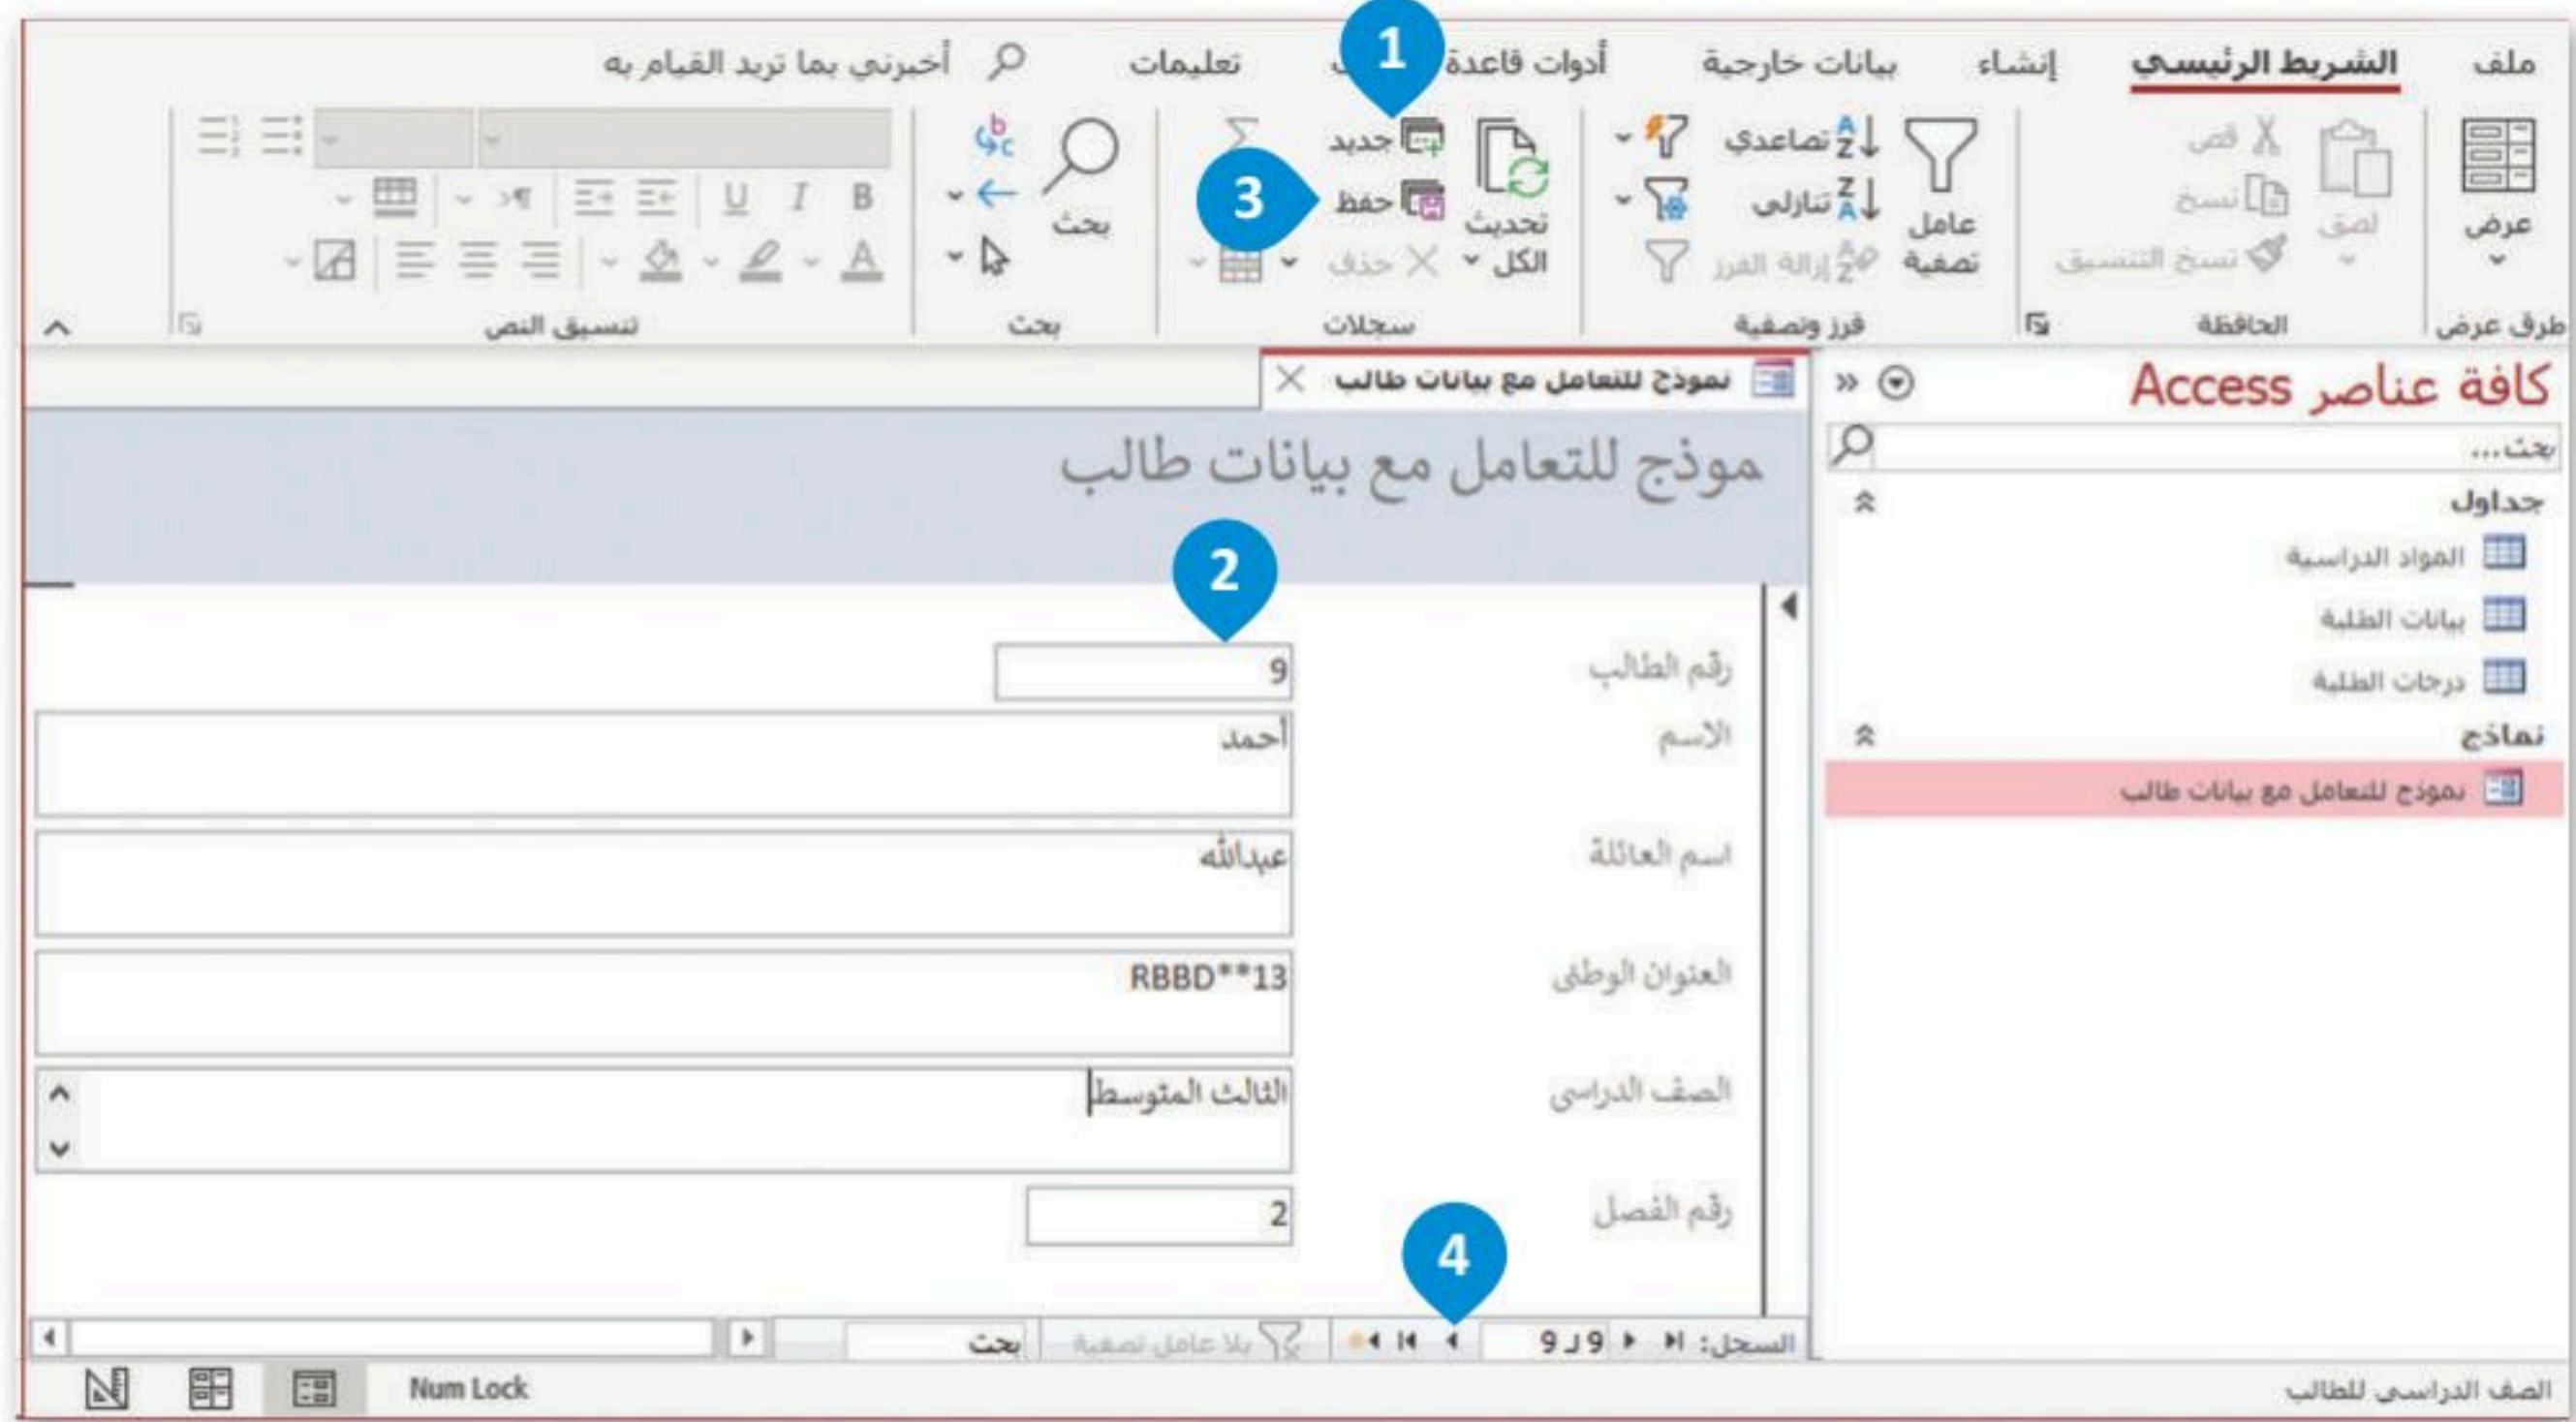 ملف الشريط الرئيسي إنشاء بيانات خارجية أدوات قاعدة تعليمات أخبرني بما تريد القيام به
1
عرض
لصق
قص
نسخ
نسخ التنسيق
عامل
تصفية
تصاعدي
تنازلي
إزالة الفرز
تحديث
الكل
جديد
حفظ
حذف
3
بحث
B I U
A
طرق عرض الحافظة فرز وتصفية سجلات بحث تنسيق النص
كافة عناصر Access
بحث...
جداول
المواد الدراسية
بيانات الطلبة
درجات الطلبة
نماذج
نموذج للتعامل مع بيانات طالب
نموذج للتعامل مع بيانات طالب
موذج للتعامل مع بيانات طالب
2
رقم الطالب 9
الاسم أحمد
اسم العائلة عبدالله
العنوان الوطني RBBD**13
الصف الدراسي الثالث المتوسط
رقم الفصل 2
4
السجل: 9 لـ 9 بلا عامل تصفية بحث
الصف الدراسي للطالب Num Lock